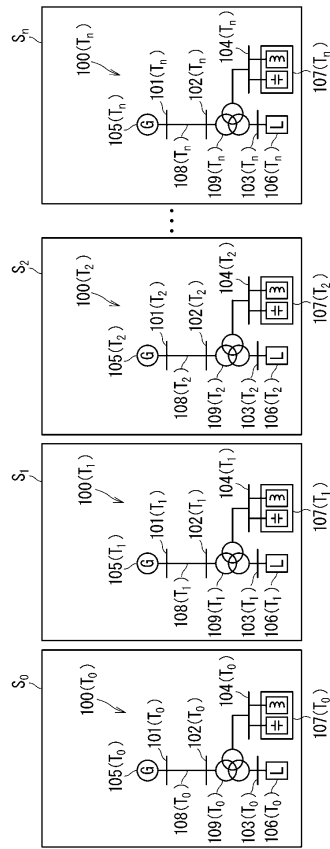 S₀
100(T₀)
105(T₀)
G
101(T₀)
108(T₀)
102(T₀)
109(T₀)
104(T₀)
103(T₀)
L
106(T₀)
107(T₀)
S₁
100(T₁)
105(T₁)
G
101(T₁)
108(T₁)
102(T₁)
109(T₁)
104(T₁)
103(T₁)
L
106(T₁)
107(T₁)
S₂
100(T₂)
105(T₂)
G
101(T₂)
108(T₂)
102(T₂)
109(T₂)
104(T₂)
103(T₂)
L
106(T₂)
107(T₂)
...
Sₙ
100(Tₙ)
105(Tₙ)
G
101(Tₙ)
108(Tₙ)
102(Tₙ)
109(Tₙ)
104(Tₙ)
103(Tₙ)
L
106(Tₙ)
107(Tₙ)